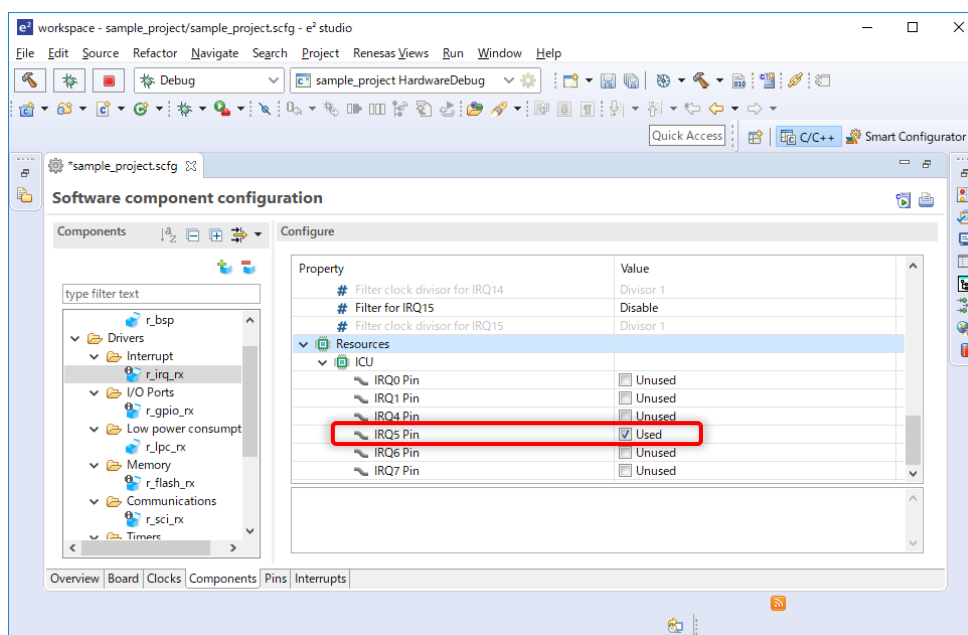 e² workspace - sample_project/sample_project.scfg - e² studio
File Edit Source Refactor Navigate Search Project Renesas Views Run Window Help
Debug sample_project HardwareDebug
Quick Access C/C++ Smart Configurator
*sample_project.scfg
Software component configuration
Components Configure
type filter text
r_bsp
Drivers
Interrupt
r_irq_rx
I/O Ports
r_gpio_rx
Low power consumpt
r_lpc_rx
Memory
r_flash_rx
Communications
r_sci_rx
Timers
Property Value
# Filter clock divisor for IRQ14 Divisor 1
# Filter for IRQ15 Disable
# Filter clock divisor for IRQ15 Divisor 1
Resources
ICU
IRQ0 Pin Unused
IRQ1 Pin Unused
IRQ4 Pin Unused
IRQ5 Pin Used
IRQ6 Pin Unused
IRQ7 Pin Unused
Overview Board Clocks Components Pins Interrupts